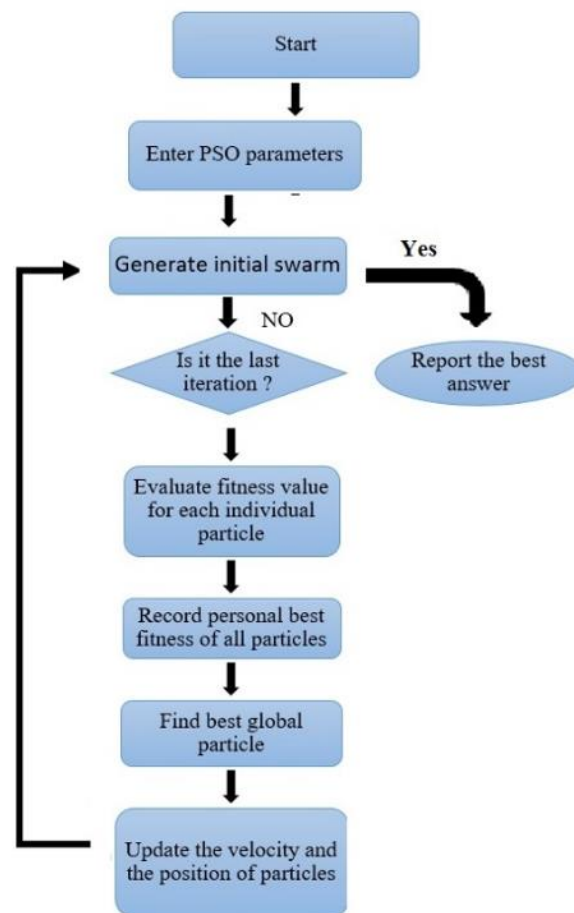 Start
Enter PSO parameters
Generate initial swarm
Yes
NO
Is it the last
iteration ?
Report the best
answer
Evaluate fitness value
for each individual
particle
Record personal best
fitness of all particles
Find best global
particle
Update the velocity and
the position of particles